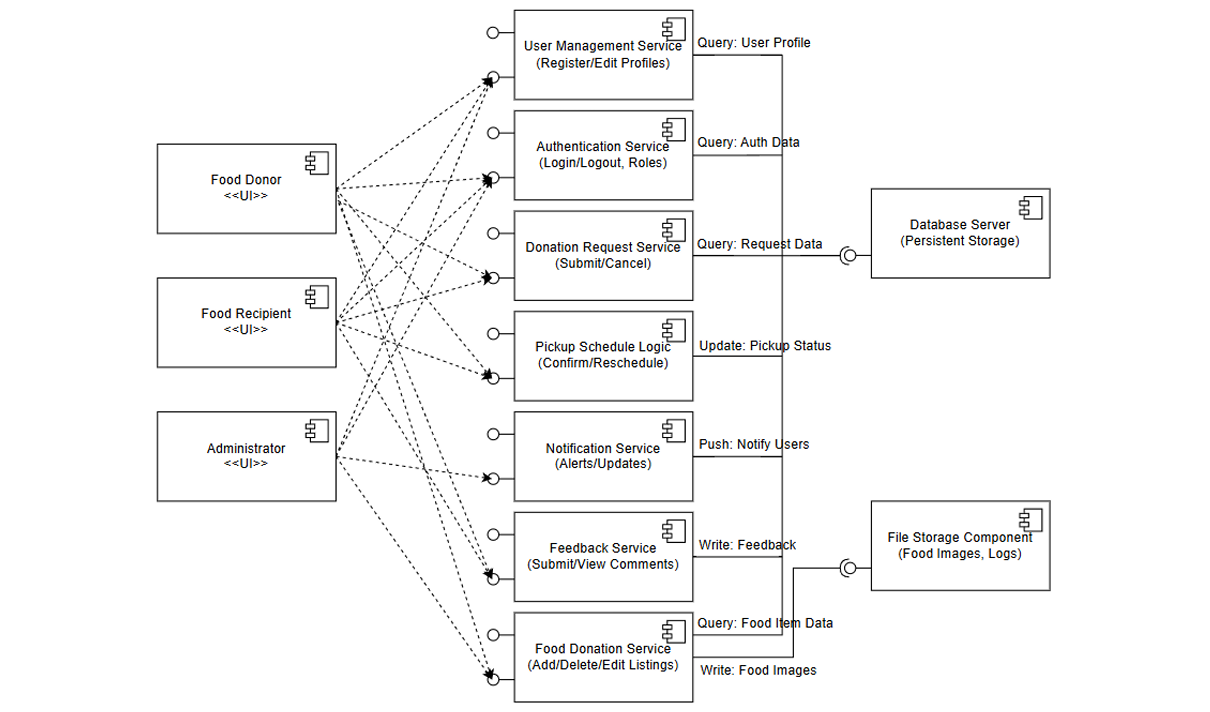 User Management Service
(Register/Edit Profiles)
Query: User Profile
Authentication Service
(Login/Logout, Roles)
Query: Auth Data
Food Donor
<<UI>>
Donation Request Service
(Submit/Cancel)
Query: Request Data
Database Server
(Persistent Storage)
Food Recipient
<<UI>>
Pickup Schedule Logic
(Confirm/Reschedule)
Update: Pickup Status
Administrator
<<UI>>
Notification Service
(Alerts/Updates)
Push: Notify Users
Feedback Service
(Submit/View Comments)
Write: Feedback
File Storage Component
(Food Images, Logs)
Food Donation Service
(Add/Delete/Edit Listings)
Query: Food Item Data
Write: Food Images